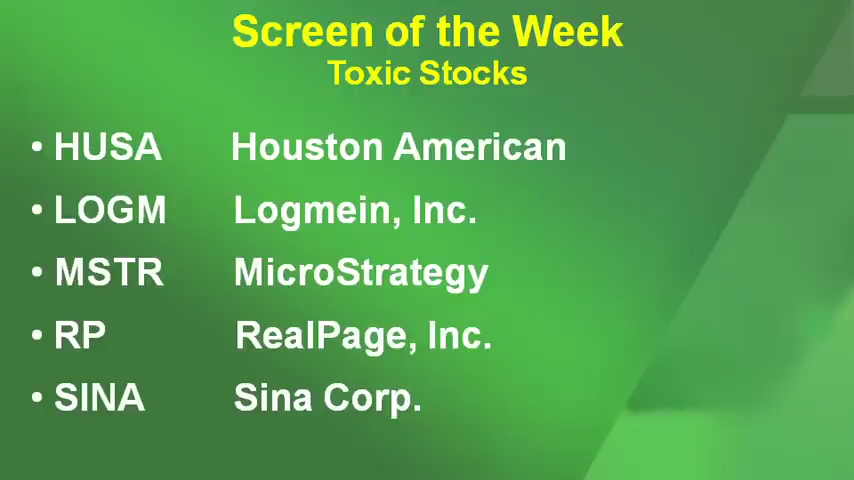 Screen of the Week
Toxic Stocks
• HUSA Houston American
• LOGM Logmein, Inc.
• MSTR MicroStrategy
• RP RealPage, Inc.
• SINA Sina Corp.